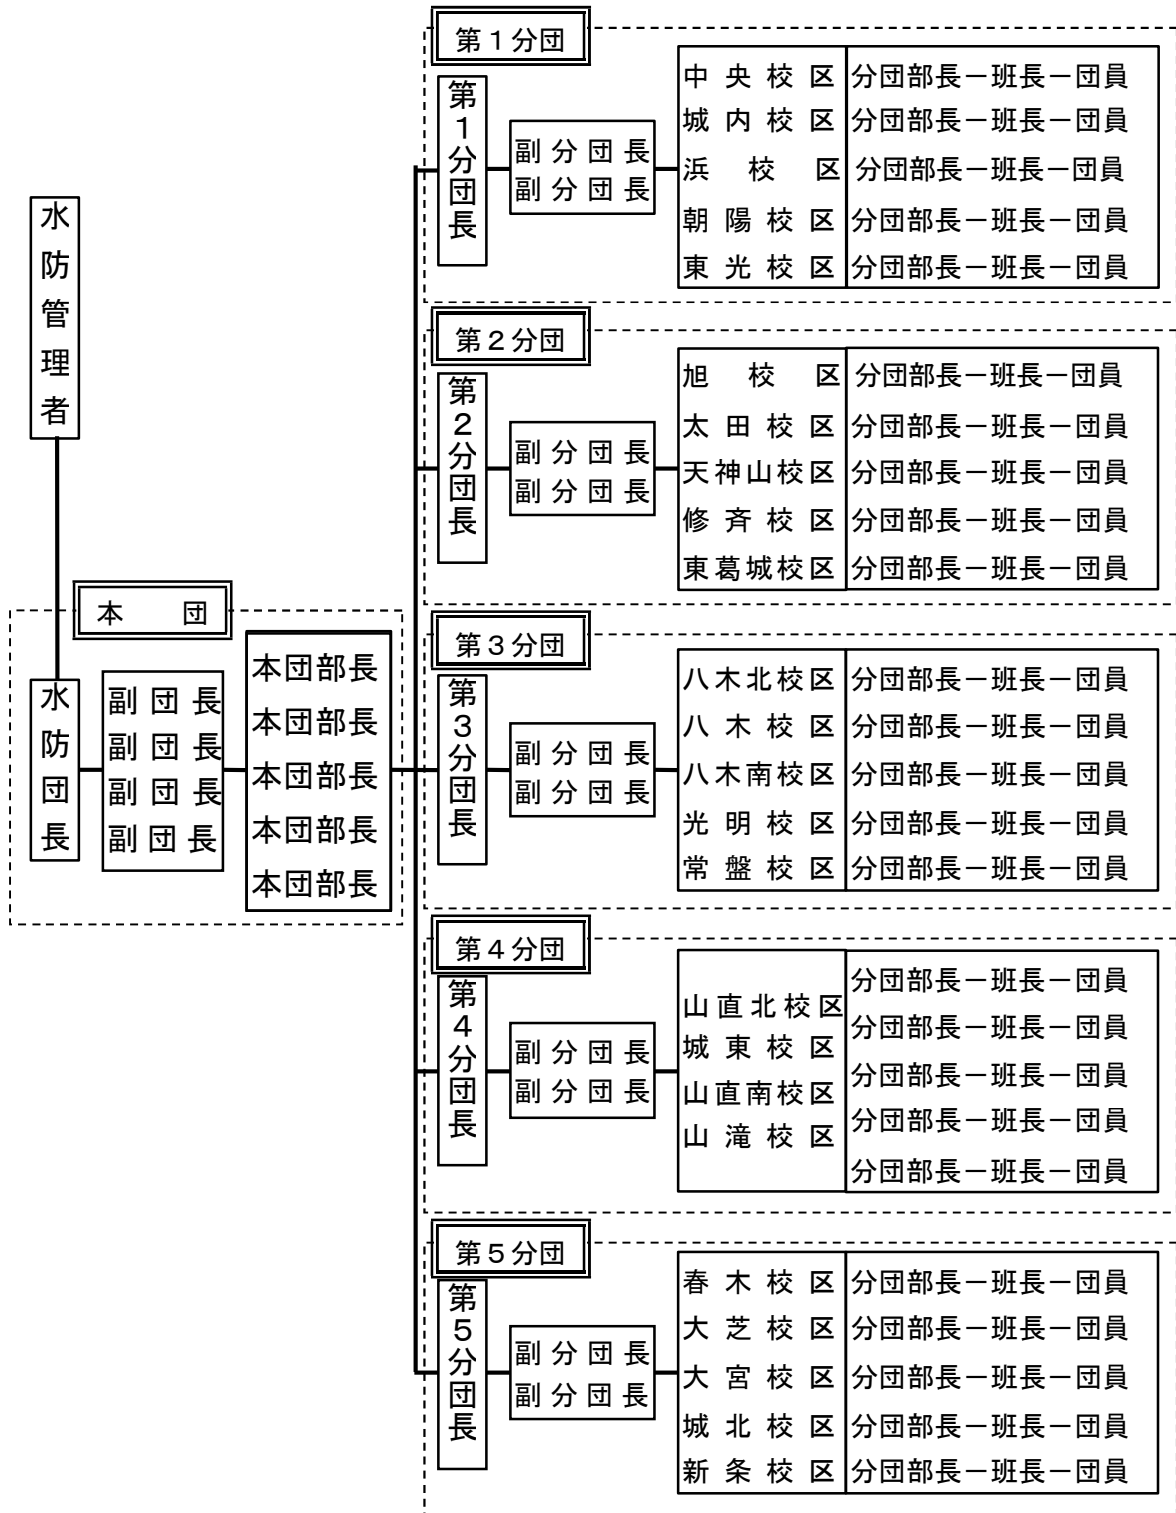 水防管理者
本団
水防団長
副団長
副団長
副団長
副団長
本団部長
本団部長
本団部長
本団部長
本団部長
第１分団
第１分団長
副分団長
副分団長
中央校区 分団部長－班長－団員
城内校区 分団部長－班長－団員
浜校区 分団部長－班長－団員
朝陽校区 分団部長－班長－団員
東光校区 分団部長－班長－団員
第２分団
第２分団長
副分団長
副分団長
旭校区 分団部長－班長－団員
太田校区 分団部長－班長－団員
天神山校区 分団部長－班長－団員
修斉校区 分団部長－班長－団員
東葛城校区 分団部長－班長－団員
第３分団
第３分団長
副分団長
副分団長
八木北校区 分団部長－班長－団員
八木校区 分団部長－班長－団員
八木南校区 分団部長－班長－団員
光明校区 分団部長－班長－団員
常盤校区 分団部長－班長－団員
第４分団
第４分団長
副分団長
副分団長
山直北校区
城東校区
山直南校区
山滝校区
分団部長－班長－団員
分団部長－班長－団員
分団部長－班長－団員
分団部長－班長－団員
分団部長－班長－団員
第５分団
第５分団長
副分団長
副分団長
春木校区 分団部長－班長－団員
大芝校区 分団部長－班長－団員
大宮校区 分団部長－班長－団員
城北校区 分団部長－班長－団員
新条校区 分団部長－班長－団員